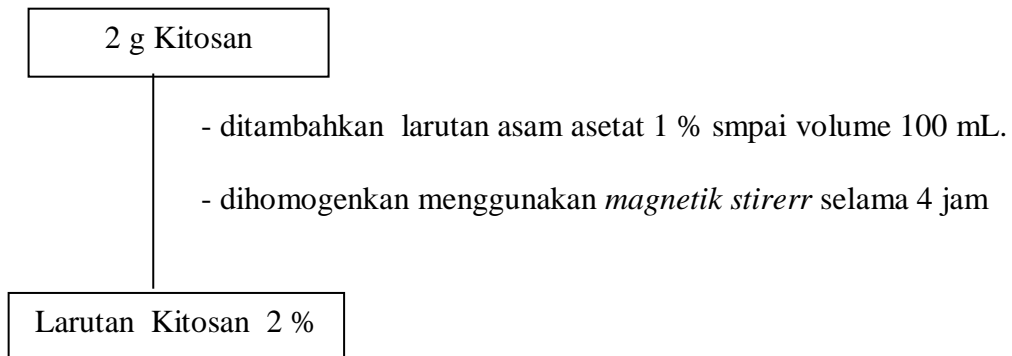 2 g Kitosan
- ditambahkan larutan asam asetat 1 % smpai volume 100 mL.
- dihomogenkan menggunakan magnetik stirerr selama 4 jam
Larutan Kitosan 2 %